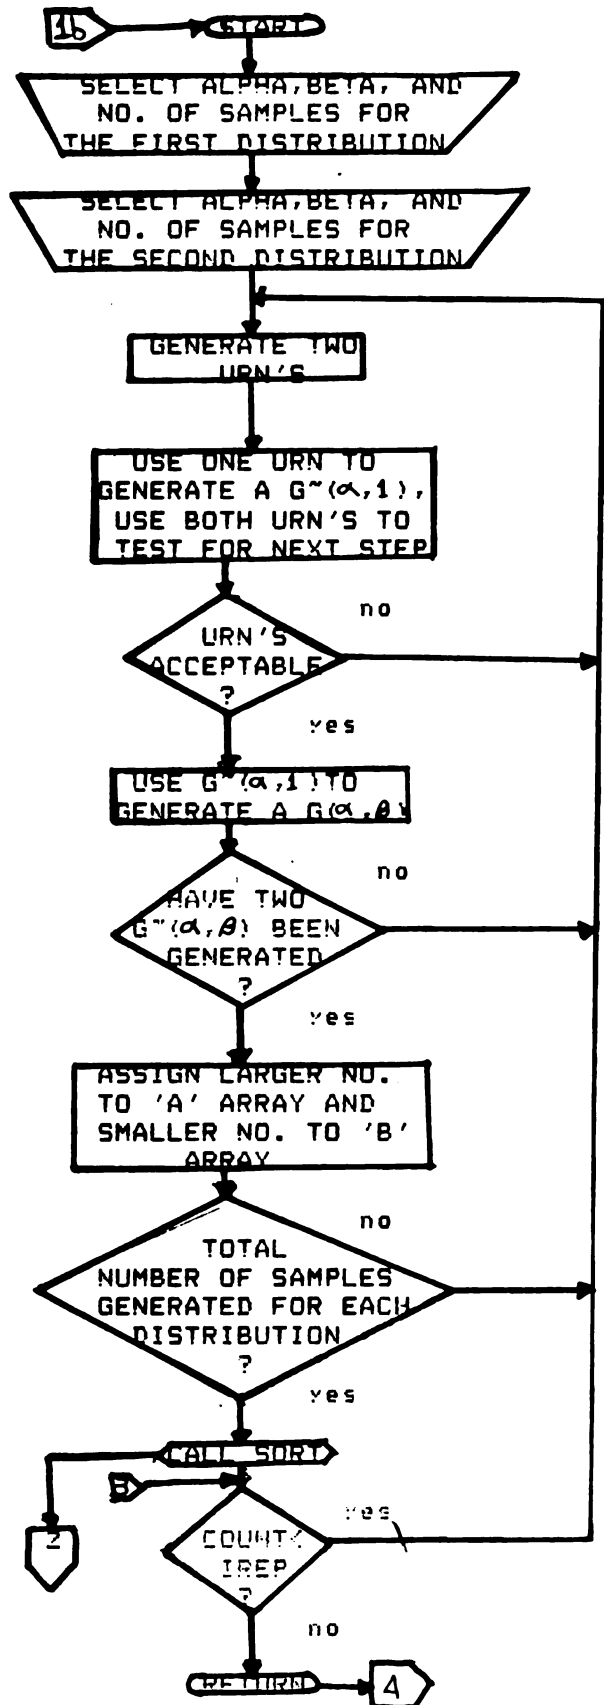 1b
START
SELECT ALPHA,BETA, AND
NO. OF SAMPLES FOR
THE FIRST DISTRIBUTION
SELECT ALPHA,BETA, AND
NO. OF SAMPLES FOR
THE SECOND DISTRIBUTION
GENERATE TWO
URN'S
USE ONE URN TO
GENERATE A G~(α,1),
USE BOTH URN'S TO
TEST FOR NEXT STEP
no
URN'S
ACCEPTABLE
?
yes
USE G~(α,1)TO
GENERATE A G(α,β)
no
HAVE TWO
G~(α,β) BEEN
GENERATED
?
yes
ASSIGN LARGER NO.
TO 'A' ARRAY AND
SMALLER NO. TO 'B'
ARRAY
no
TOTAL
NUMBER OF SAMPLES
GENERATED FOR EACH
DISTRIBUTION
?
yes
CALL SORT
2
yes
COUNT<
IREP
?
no
RETURN
4